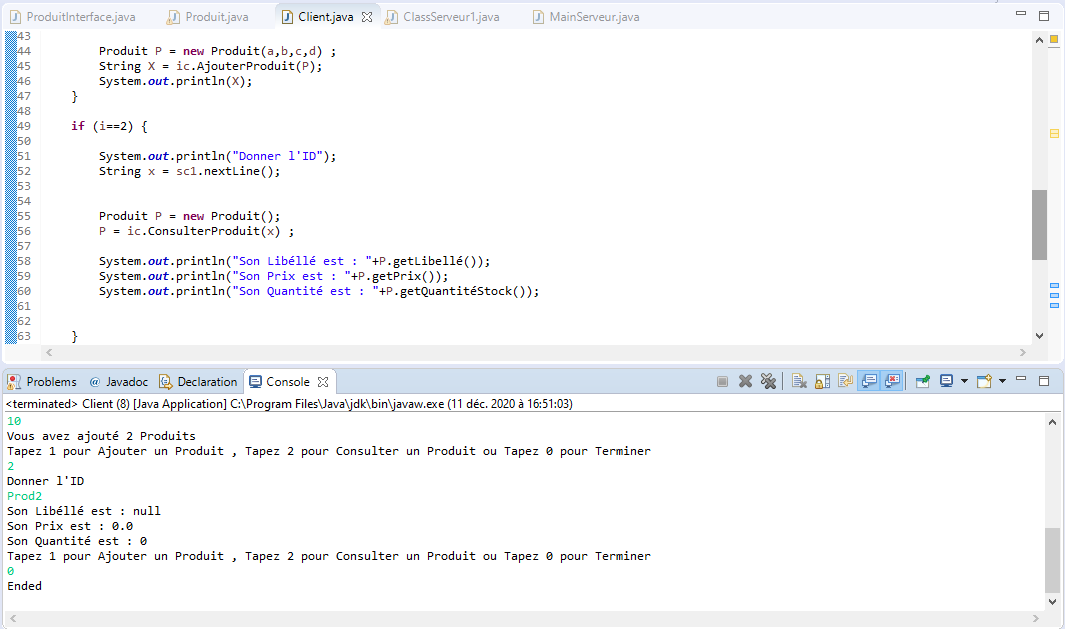 ProduitInterface.java Produit.java Client.java ClassServeur1.java MainServeur.java
43
44 Produit P = new Produit(a,b,c,d) ;
45 String X = ic.AjouterProduit(P);
46 System.out.println(X);
47 }
48
49 if (i==2) {
50
51 System.out.println("Donner l'ID");
52 String x = sc1.nextLine();
53
54
55 Produit P = new Produit();
56 P = ic.ConsulterProduit(x) ;
57
58 System.out.println("Son Libéllé est : "+P.getLibellé());
59 System.out.println("Son Prix est : "+P.getPrix());
60 System.out.println("Son Quantité est : "+P.getQuantitéStock());
61
62
63 }
Problems @ Javadoc Declaration Console
<terminated> Client (8) [Java Application] C:\Program Files\Java\jdk\bin\javaw.exe (11 déc. 2020 à 16:51:03)
10
Vous avez ajouté 2 Produits
Tapez 1 pour Ajouter un Produit , Tapez 2 pour Consulter un Produit ou Tapez 0 pour Terminer
2
Donner l'ID
Prod2
Son Libéllé est : null
Son Prix est : 0.0
Son Quantité est : 0
Tapez 1 pour Ajouter un Produit , Tapez 2 pour Consulter un Produit ou Tapez 0 pour Terminer
0
Ended